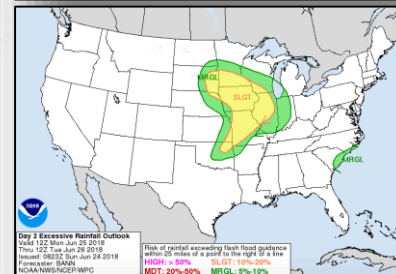 MRGL
SLGT
MRGL
noaa
Day 2 Excessive Rainfall Outlook
Valid 12Z Mon Jun 25 2018
Thru 12Z Tue Jun 26 2018
Issued: 0823Z Sun Jun 24 2018
Forecaster: BANN
NOAA/NWS/NCEP/WPC
Risk of rainfall exceeding flash flood guidance
within 25 miles of a point to the right of a line
HIGH: > 50% SLGT: 10%-20%
MDT: 20%-50% MRGL: 5%-10%